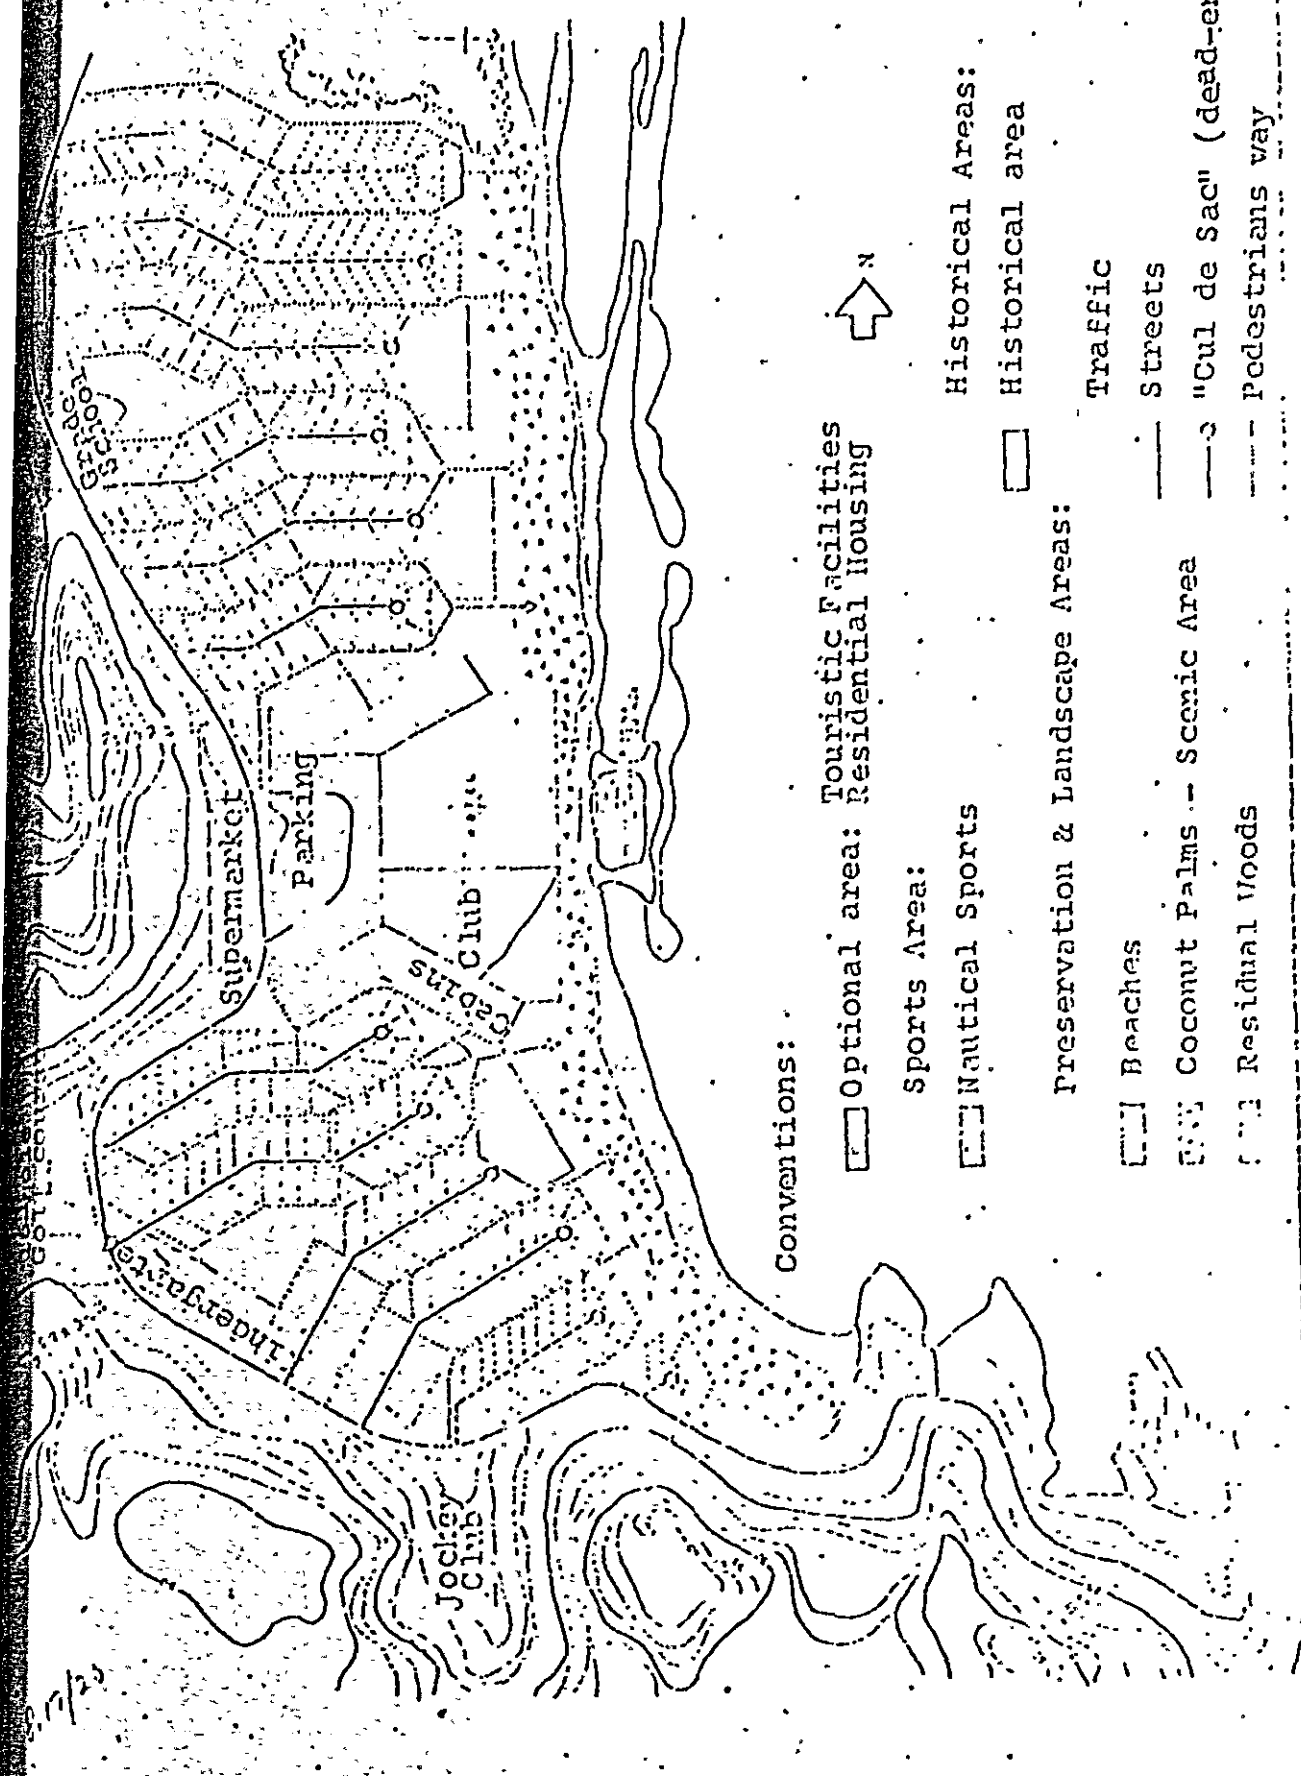 Grade
School
Supermarket
Parking
Club
Cabins
Jockey
Club
N
Conventions:
Optional area: Touristic Facilities
Residential Housing
Sports Area:
Nautical Sports
Preservation & Landscape Areas:
Beaches
Coconut Palms -- Scenic Area
Residual Woods
Historical Areas:
Historical area
Traffic
Streets
"Cul de Sac" (dead-en
Pedestrians way